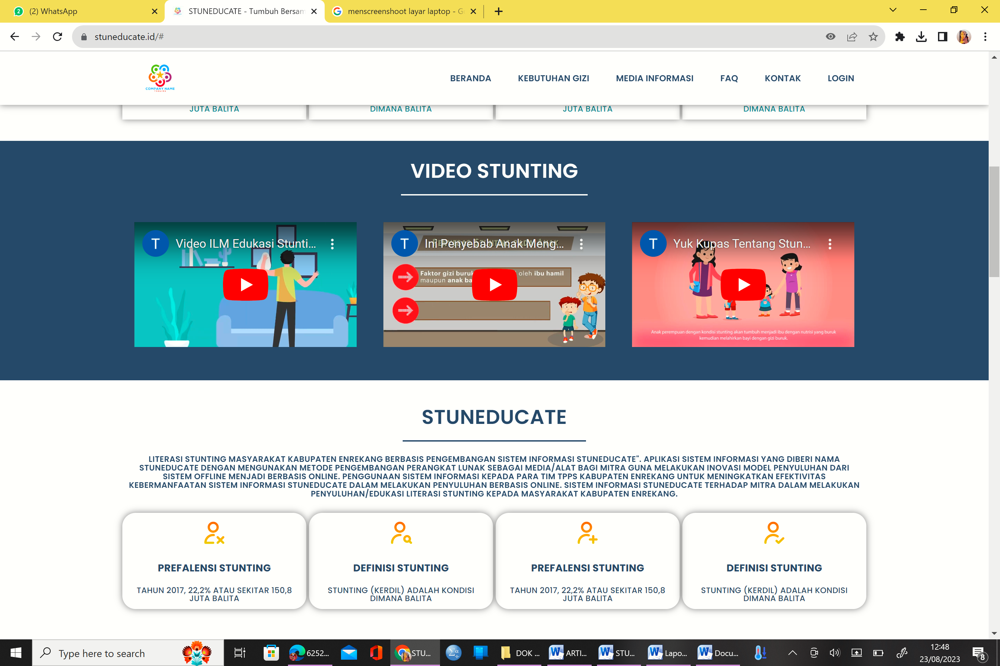 (2) WhatsApp
STUNEDUCATE - Tumbuh Bersam
menscreenshoot layar laptop - G
stuneducate.id/#
COMPANY NAME
TAGLINE
BERANDA KEBUTUHAN GIZI MEDIA INFORMASI FAQ KONTAK LOGIN
JUTA BALITA DIMANA BALITA JUTA BALITA DIMANA BALITA
VIDEO STUNTING
T Video ILM Edukasi Stunti...
T Ini Penyebab Anak Meng...
Faktor gizi buruk oleh ibu hamil
maupun anak ba
T Yuk Kupas Tentang Stun...
Anak perempuan dengan kondisi stunting akan tumbuh menjadi ibu dengan nutrisi yang buruk
kemudian melahirkan bayi dengan gizi buruk.
STUNEDUCATE
LITERASI STUNTING MASYARAKAT KABUPATEN ENREKANG BERBASIS PENGEMBANGAN SISTEM INFORMASI STUNEDUCATE". APLIKASI SISTEM INFORMASI YANG DIBERI NAMA
STUNEDUCATE DENGAN MENGUNAKAN METODE PENGEMBANGAN PERANGKAT LUNAK SEBAGAI MEDIA/ALAT BAGI MITRA GUNA MELAKUKAN INOVASI MODEL PENYULUHAN DARI
SISTEM OFFLINE MENJADI BERBASIS ONLINE. PENGGUNAAN SISTEM INFORMASI KEPADA PARA TIM TPPS KABUPATEN ENREKANG UNTUK MENINGKATKAN EFEKTIVITAS
KEBERMANFAATAN SISTEM INFORMASI STUNEDUCATE DALAM MELAKUKAN PENYULUHAN BERBASIS ONLINE. SISTEM INFORMASI STUNEDUCATE TERHADAP MITRA DALAM MELAKUKAN
PENYULUHAN/EDUKASI LITERASI STUNTING KEPADA MASYARAKAT KABUPATEN ENREKANG.
PREFALENSI STUNTING
TAHUN 2017, 22,2% ATAU SEKITAR 150,8
JUTA BALITA
DEFINISI STUNTING
STUNTING (KERDIL) ADALAH KONDISI
DIMANA BALITA
PREFALENSI STUNTING
TAHUN 2017, 22,2% ATAU SEKITAR 150,8
JUTA BALITA
DEFINISI STUNTING
STUNTING (KERDIL) ADALAH KONDISI
DIMANA BALITA
Type here to search
6252... STU... DOK ... ARTI... STU... Lapo... Docu...
12:48
23/08/2023
8